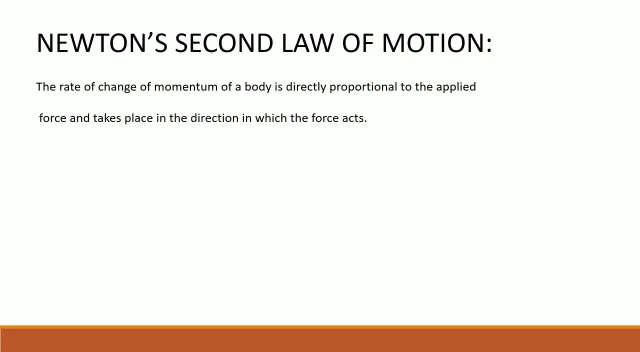 NEWTON’S SECOND LAW OF MOTION:
The rate of change of momentum of a body is directly proportional to the applied
force and takes place in the direction in which the force acts.